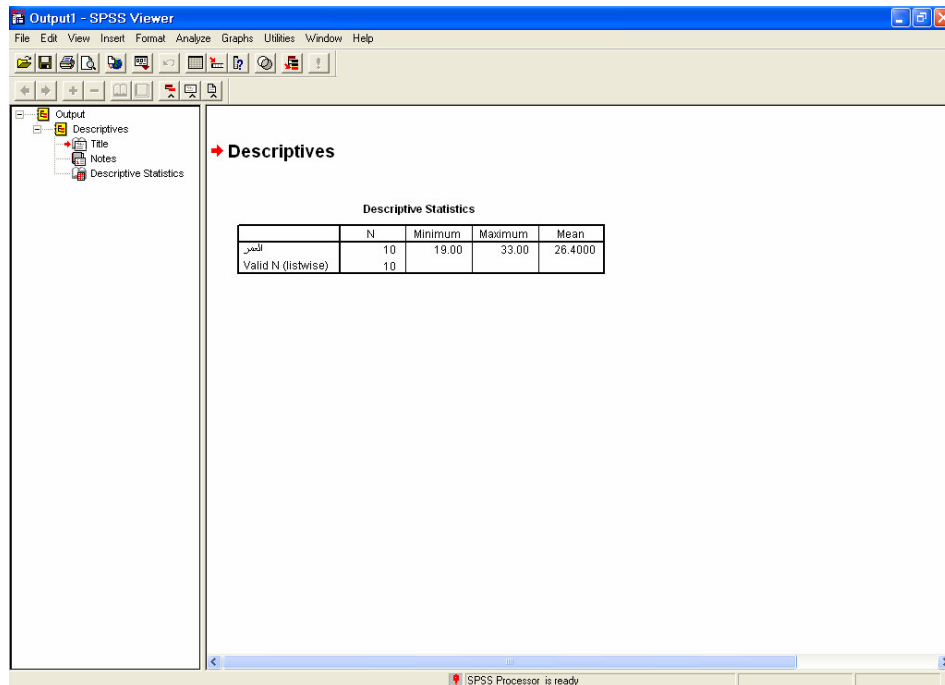 Output1 - SPSS Viewer
File Edit View Insert Format Analyze Graphs Utilities Window Help
Output
Descriptives
Title
Notes
Descriptive Statistics
Descriptives
Descriptive Statistics
N Minimum Maximum Mean
العمر 10 19.00 33.00 26.4000
Valid N (listwise) 10
SPSS Processor is ready